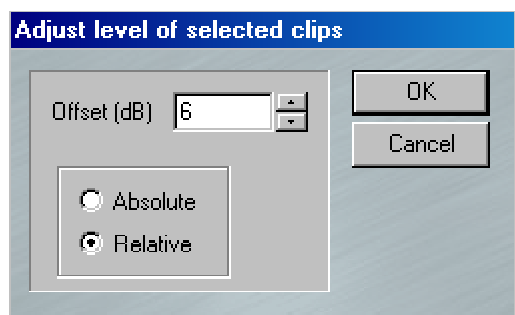 Adjust level of selected clips
Offset (dB) 6
OK
Cancel
Absolute
Relative